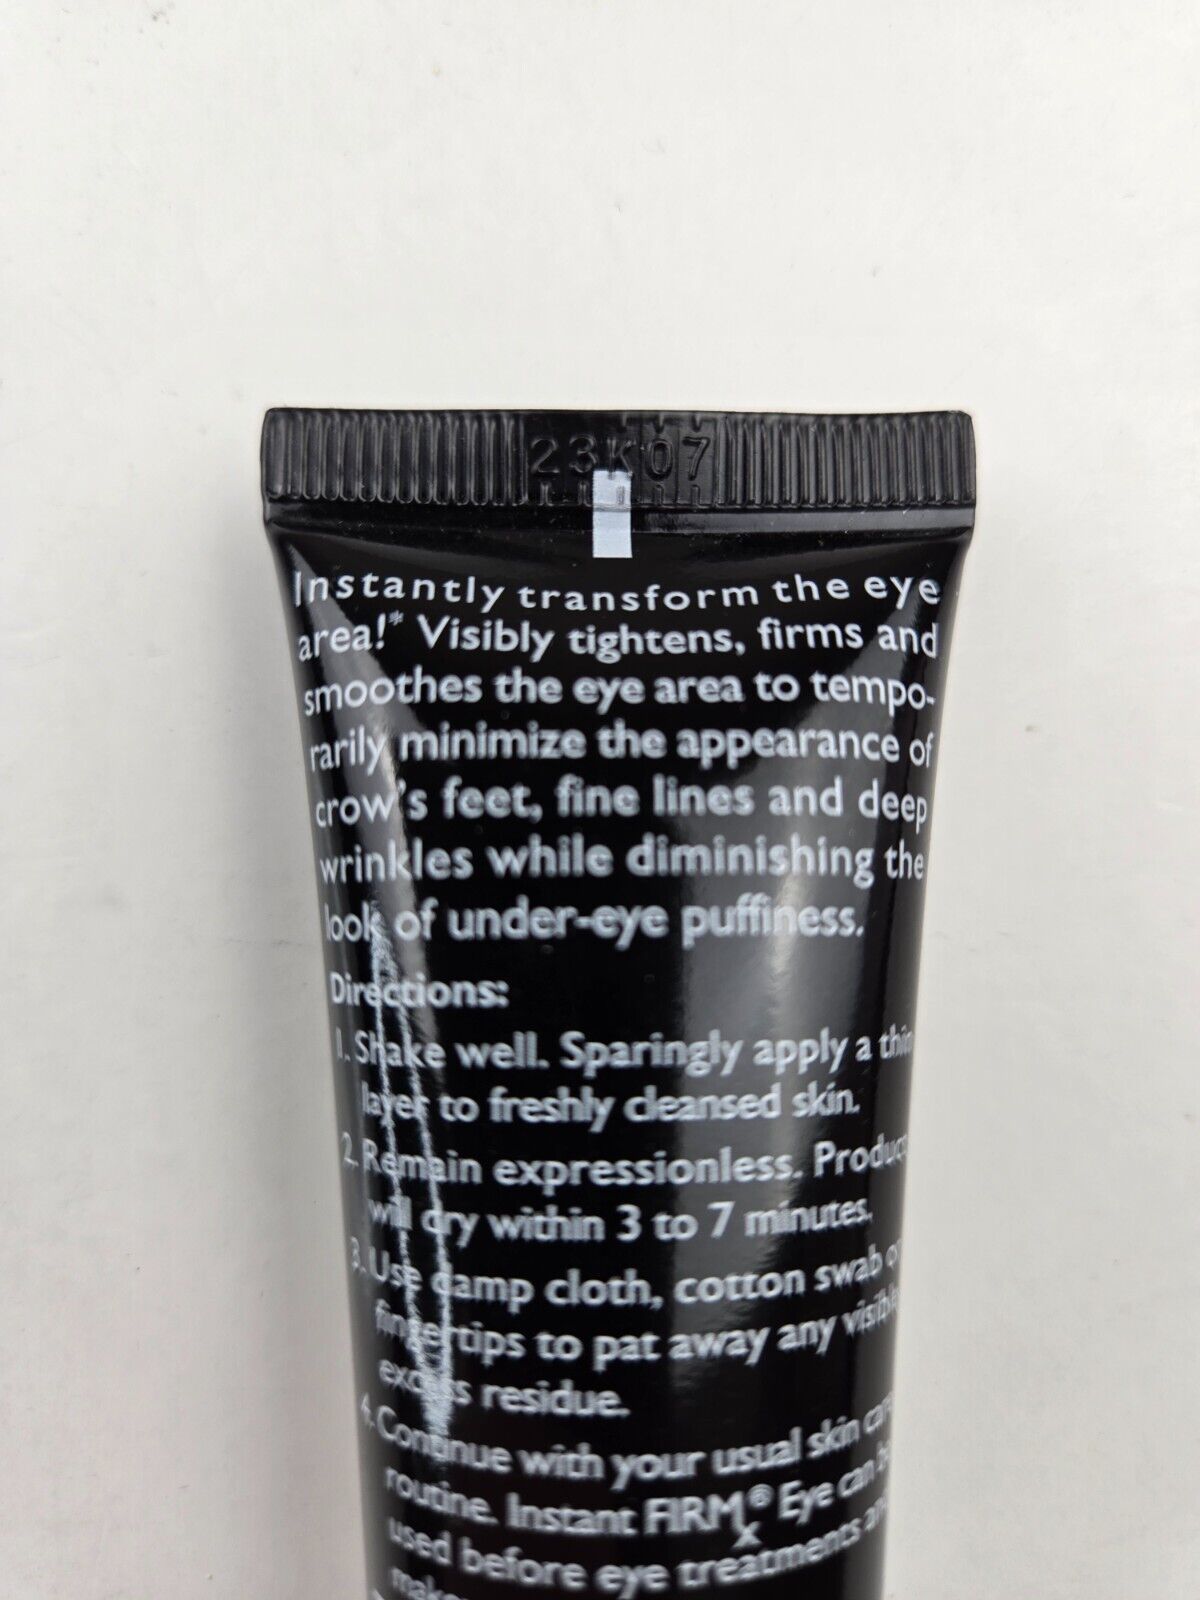 23K07
Instantly transform the eye
area!* Visibly tightens, firms and
smoothes the eye area to tempo-
rarily minimize the appearance of
crow's feet, fine lines and deep
wrinkles while diminishing the
look of under-eye puffiness.
Directions:
1. Shake well. Sparingly apply a thin
layer to freshly cleansed skin.
2. Remain expressionless. Product
will dry within 3 to 7 minutes.
3. Use damp cloth, cotton swab or
fingertips to pat away any visible
excess residue.
4. Continue with your usual skin care
routine. Instant FIRMx® Eye can be
used before eye treatments and